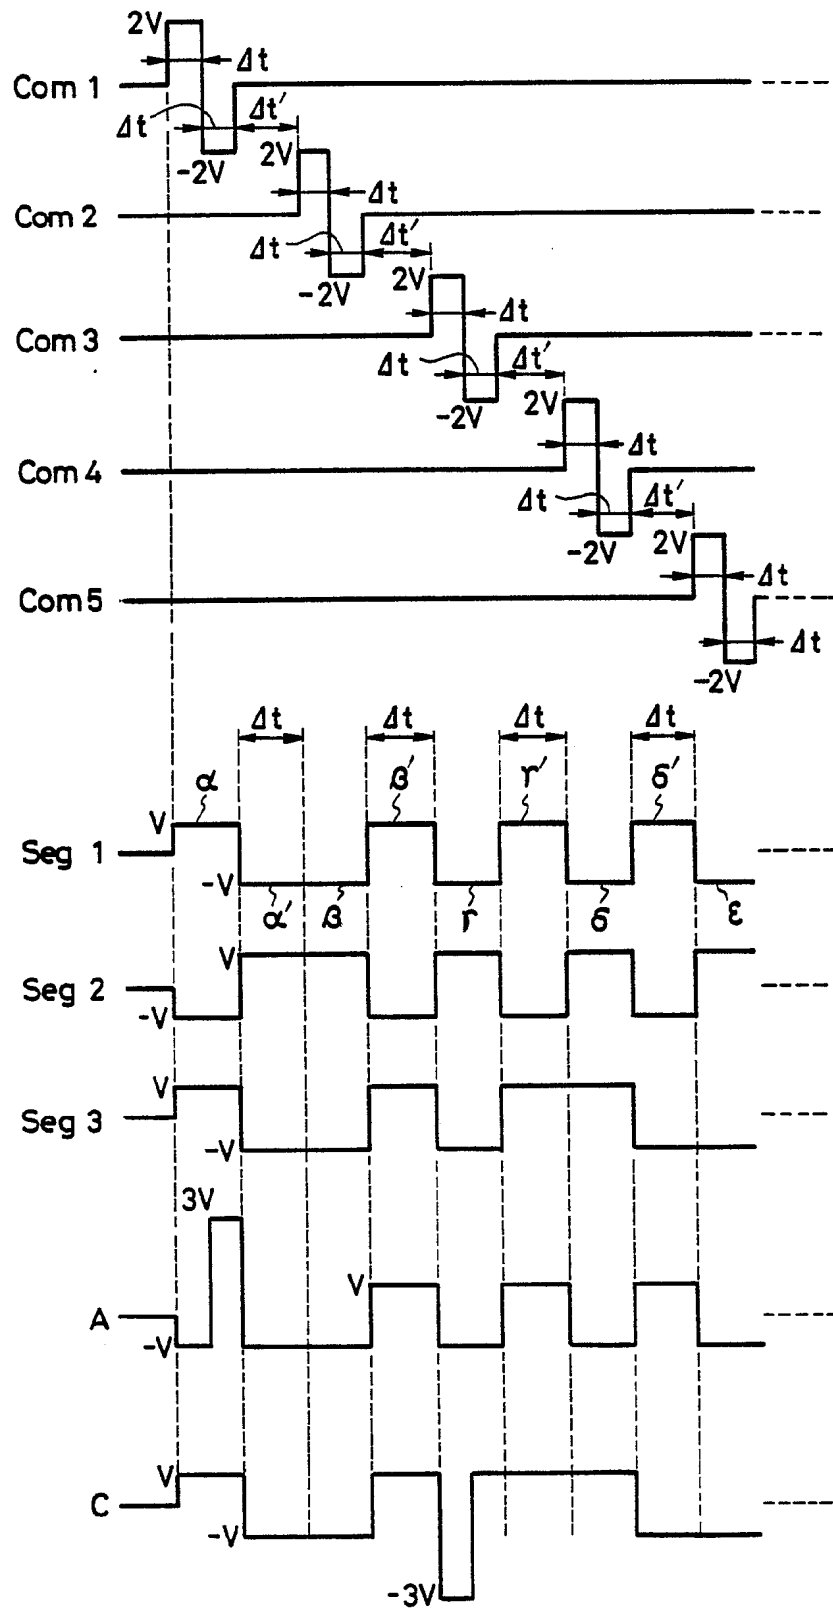 2V
Δt
Com 1
Δt
Δt′
-2V
2V
Δt
Com 2
Δt
Δt′
-2V
2V
Δt
Com 3
Δt
Δt′
-2V
2V
Δt
Com 4
Δt
Δt′
-2V
2V
Δt
Com 5
Δt
-2V
Δt Δt Δt Δt
α β′ γ′ δ′
V
Seg 1
-V
α′ β γ δ ε
V
Seg 2
-V
V
Seg 3
-V
3V
V
A
-V
V
C
-V
-3V